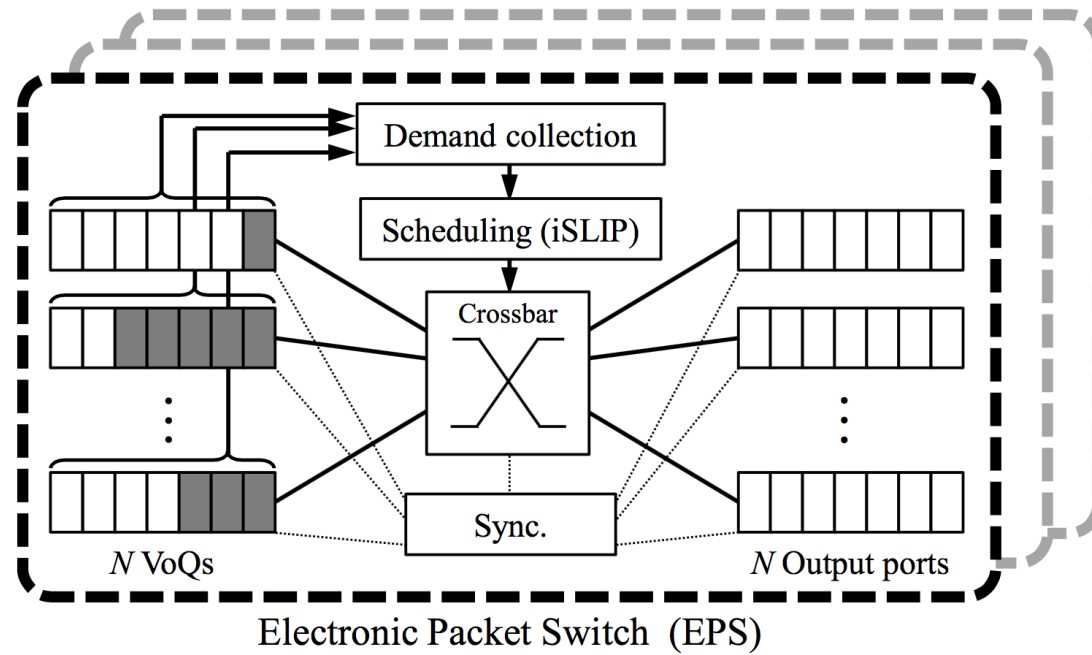 Demand collection
Scheduling (iSLIP)
Crossbar
Sync.
N VoQs
N Output ports
Electronic Packet Switch (EPS)